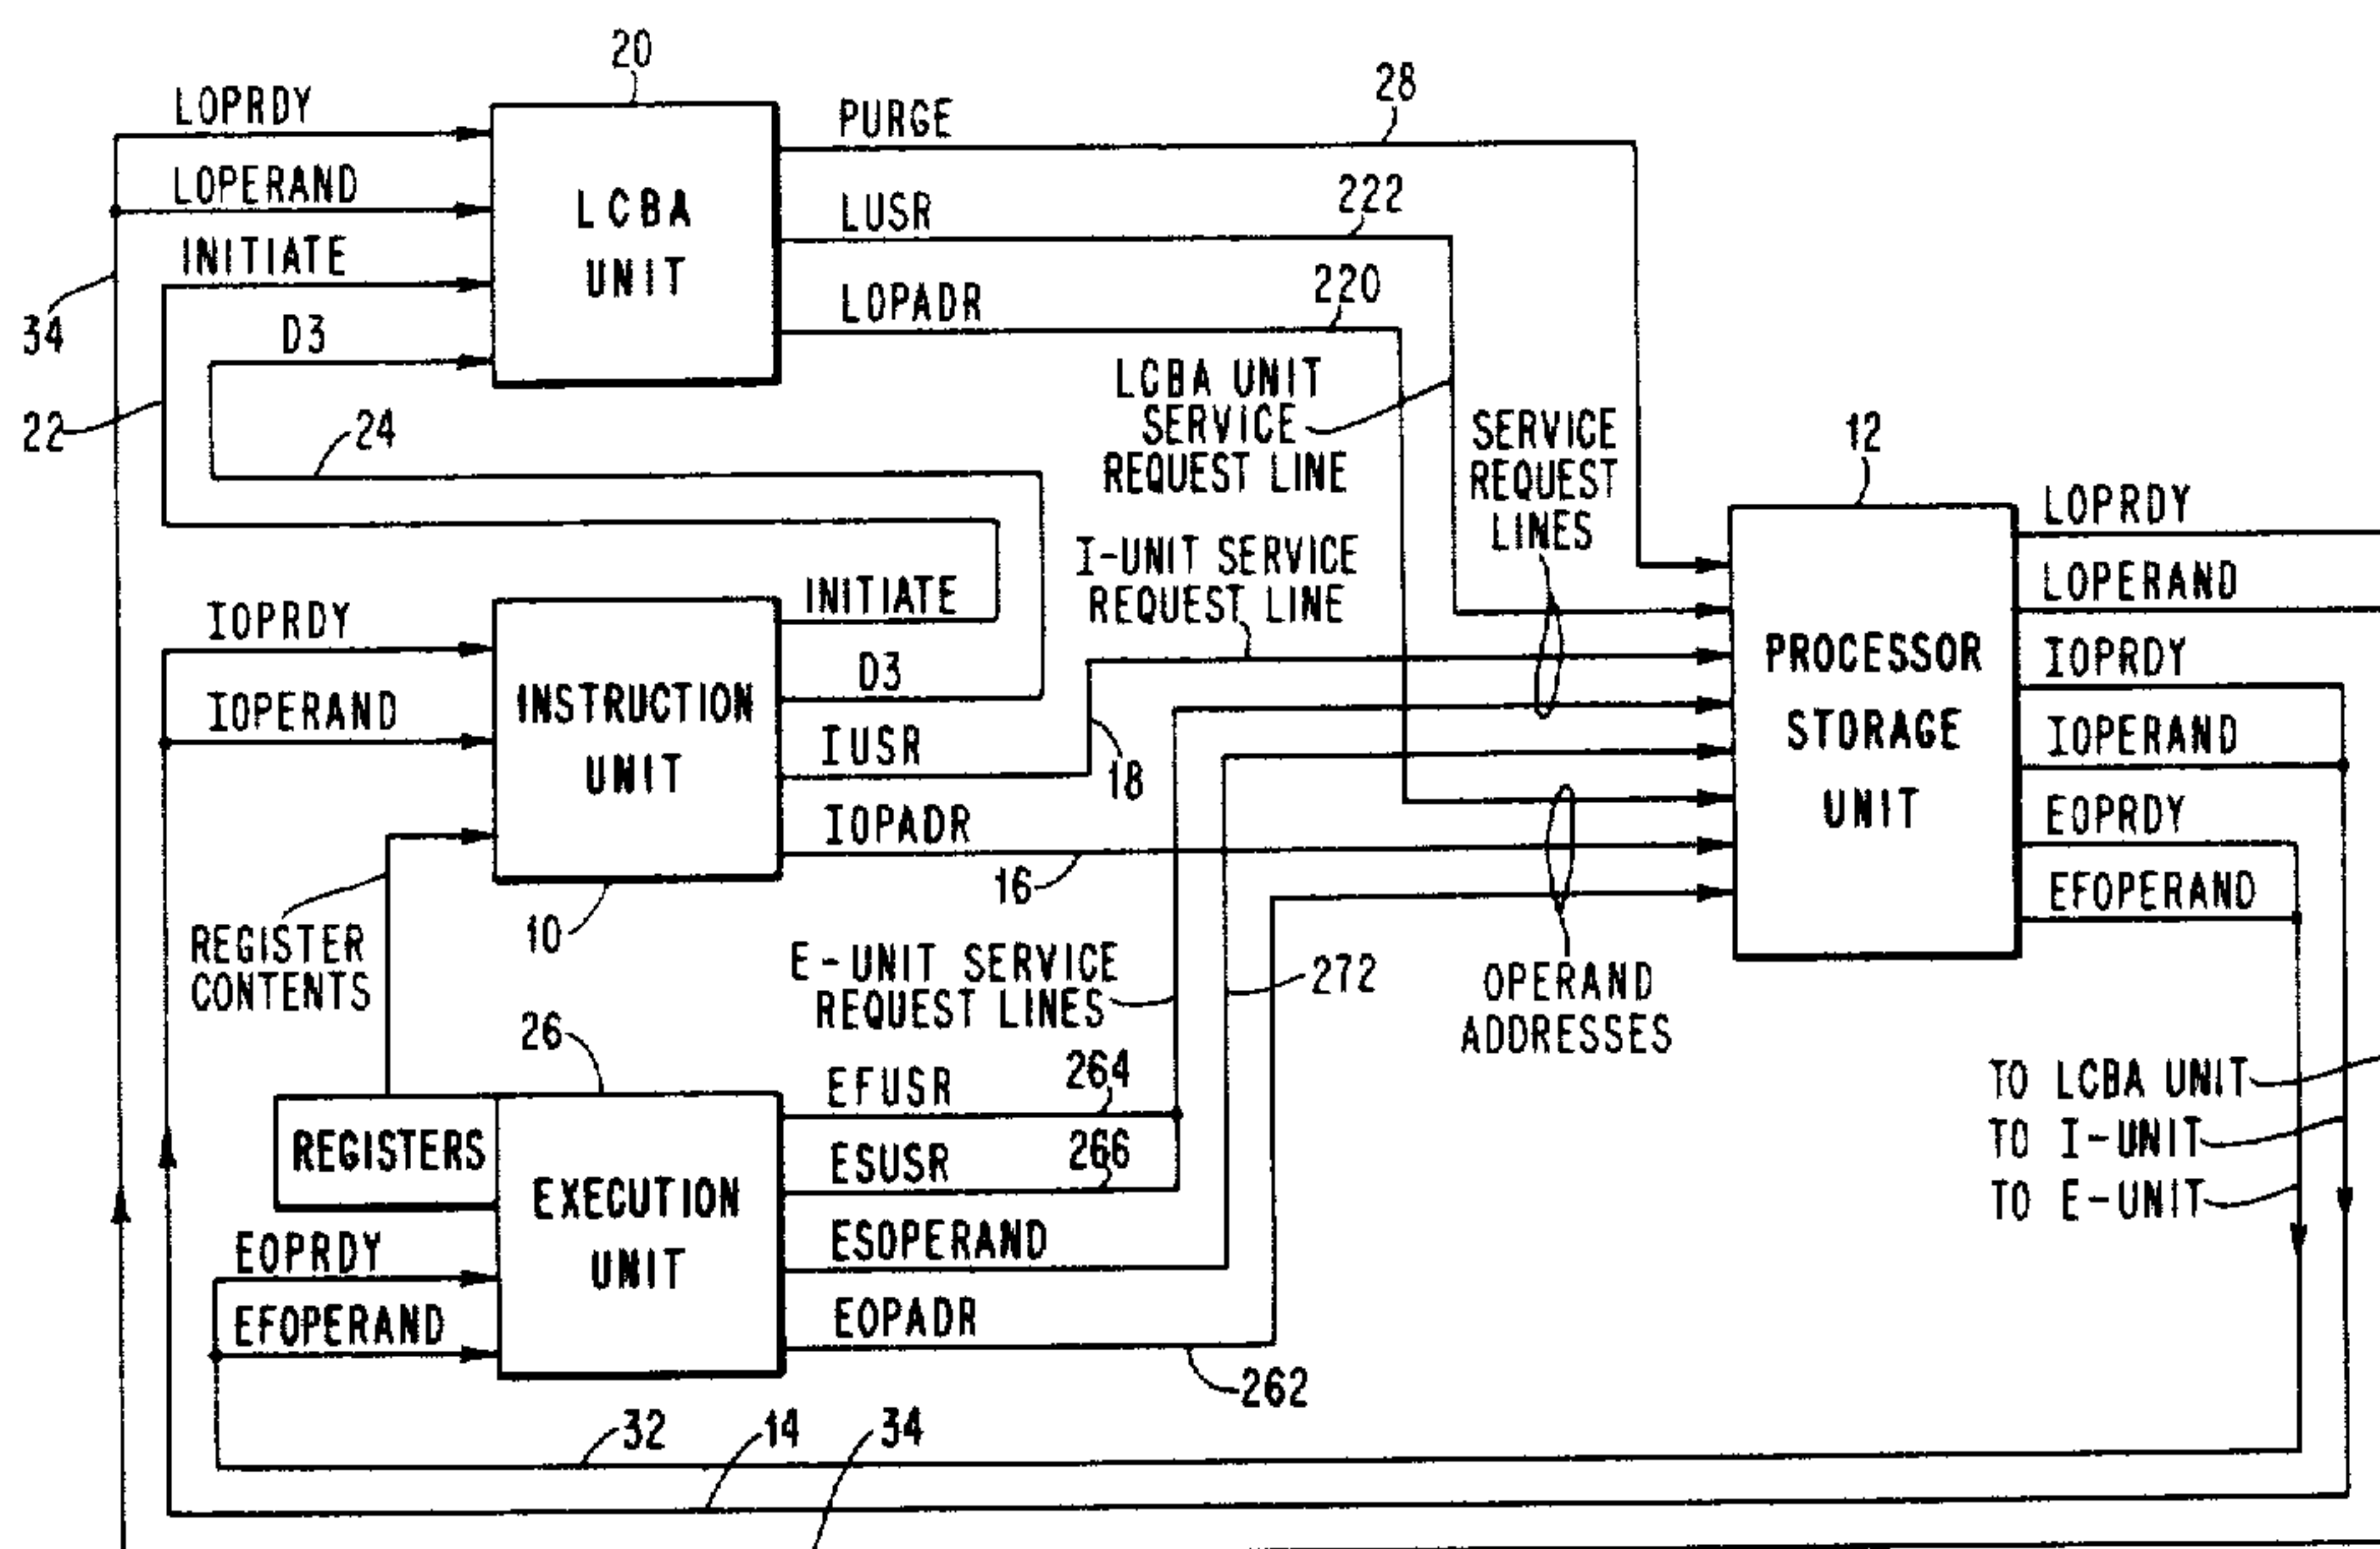 20
LOPRDY
LOPERAND
INITIATE
D3
34
22
24
LCBA
UNIT
PURGE
28
LUSR
222
LOPADR
220
LCBA UNIT
SERVICE
REQUEST LINE
SERVICE
REQUEST
LINES
I-UNIT SERVICE
REQUEST LINE
12
PROCESSOR
STORAGE
UNIT
LOPRDY
LOPERAND
IOPRDY
IOPERAND
EOPRDY
EFOPERAND
IOPRDY
IOPERAND
INSTRUCTION
UNIT
INITIATE
D3
IUSR
18
IOPADR
16
10
REGISTER
CONTENTS
E-UNIT SERVICE
REQUEST LINES
272
OPERAND
ADDRESSES
26
REGISTERS
EXECUTION
UNIT
EOPRDY
EFOPERAND
EFUSR
264
ESUSR
266
ESOPERAND
EOPADR
262
TO LCBA UNIT
TO I-UNIT
TO E-UNIT
32
14
34